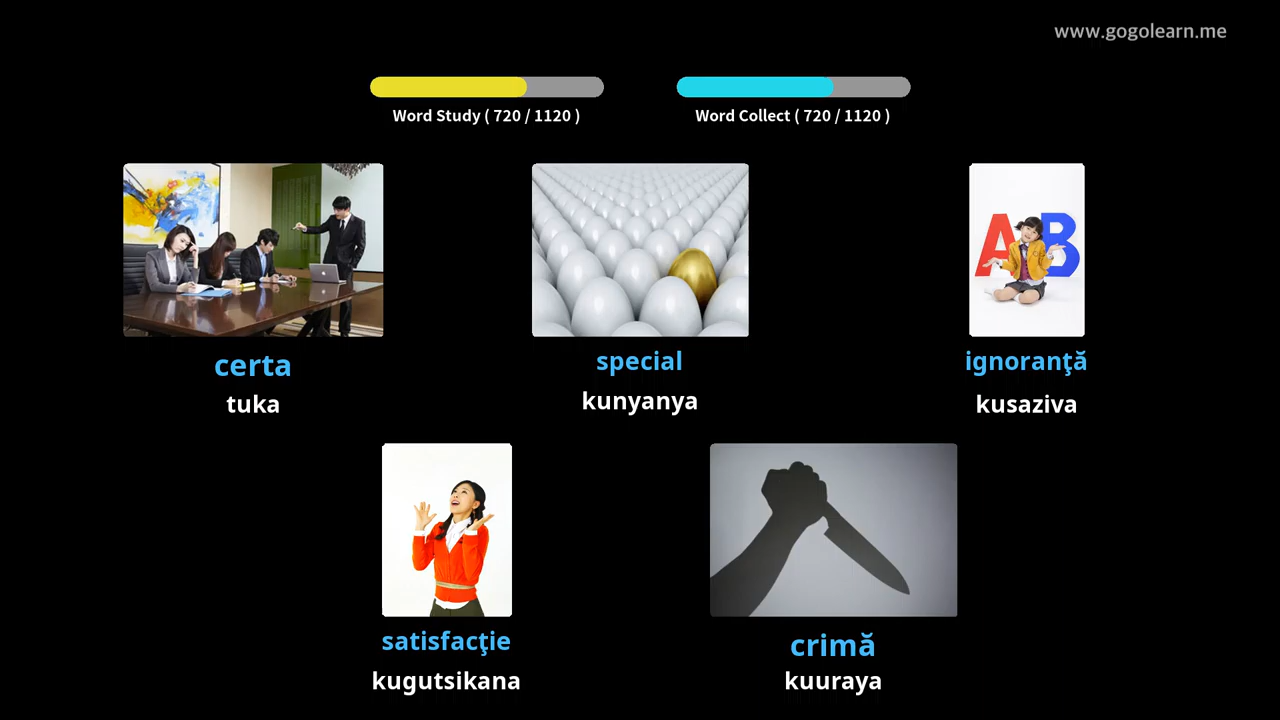 www.gogolearn.me
Word Study ( 720 / 1120 )
Word Collect ( 720 / 1120 )
certa
tuka
special
kunyanya
ignoranţă
kusaziva
satisfacţie
kugutsikana
crimă
kuuraya